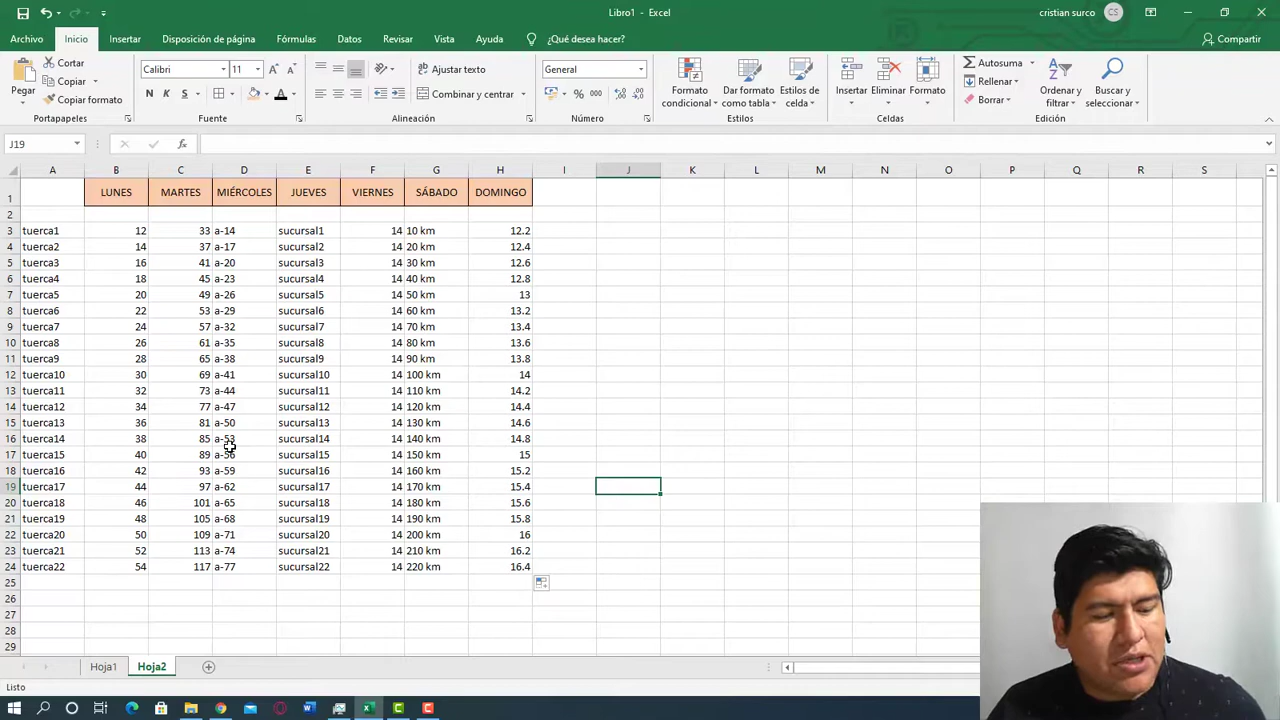 Libro1 - Excel
cristian surco CS
Archivo Inicio Insertar Disposición de página Fórmulas Datos Revisar Vista Ayuda ¿Qué desea hacer? Compartir
Pegar
Cortar
Copiar
Copiar formato
Portapapeles
Calibri 11
N K S
Fuente
Ajustar texto
Combinar y centrar
Alineación
General
% 000
Número
Formato condicional
Dar formato como tabla
Estilos de celda
Estilos
Insertar Eliminar Formato
Celdas
Autosuma
Rellenar
Borrar
Ordenar y filtrar
Buscar y seleccionar
Edición
J19
A B C D E F G H I J K L M N O P Q R S
1 LUNES MARTES MIÉRCOLES JUEVES VIERNES SÁBADO DOMINGO
2
3 tuerca1 12 33 a-14 sucursal1 14 10 km 12.2
4 tuerca2 14 37 a-17 sucursal2 14 20 km 12.4
5 tuerca3 16 41 a-20 sucursal3 14 30 km 12.6
6 tuerca4 18 45 a-23 sucursal4 14 40 km 12.8
7 tuerca5 20 49 a-26 sucursal5 14 50 km 13
8 tuerca6 22 53 a-29 sucursal6 14 60 km 13.2
9 tuerca7 24 57 a-32 sucursal7 14 70 km 13.4
10 tuerca8 26 61 a-35 sucursal8 14 80 km 13.6
11 tuerca9 28 65 a-38 sucursal9 14 90 km 13.8
12 tuerca10 30 69 a-41 sucursal10 14 100 km 14
13 tuerca11 32 73 a-44 sucursal11 14 110 km 14.2
14 tuerca12 34 77 a-47 sucursal12 14 120 km 14.4
15 tuerca13 36 81 a-50 sucursal13 14 130 km 14.6
16 tuerca14 38 85 a-53 sucursal14 14 140 km 14.8
17 tuerca15 40 89 a-56 sucursal15 14 150 km 15
18 tuerca16 42 93 a-59 sucursal16 14 160 km 15.2
19 tuerca17 44 97 a-62 sucursal17 14 170 km 15.4
20 tuerca18 46 101 a-65 sucursal18 14 180 km 15.6
21 tuerca19 48 105 a-68 sucursal19 14 190 km 15.8
22 tuerca20 50 109 a-71 sucursal20 14 200 km 16
23 tuerca21 52 113 a-74 sucursal21 14 210 km 16.2
24 tuerca22 54 117 a-77 sucursal22 14 220 km 16.4
25
26
27
28
29
Hoja1 Hoja2
Listo